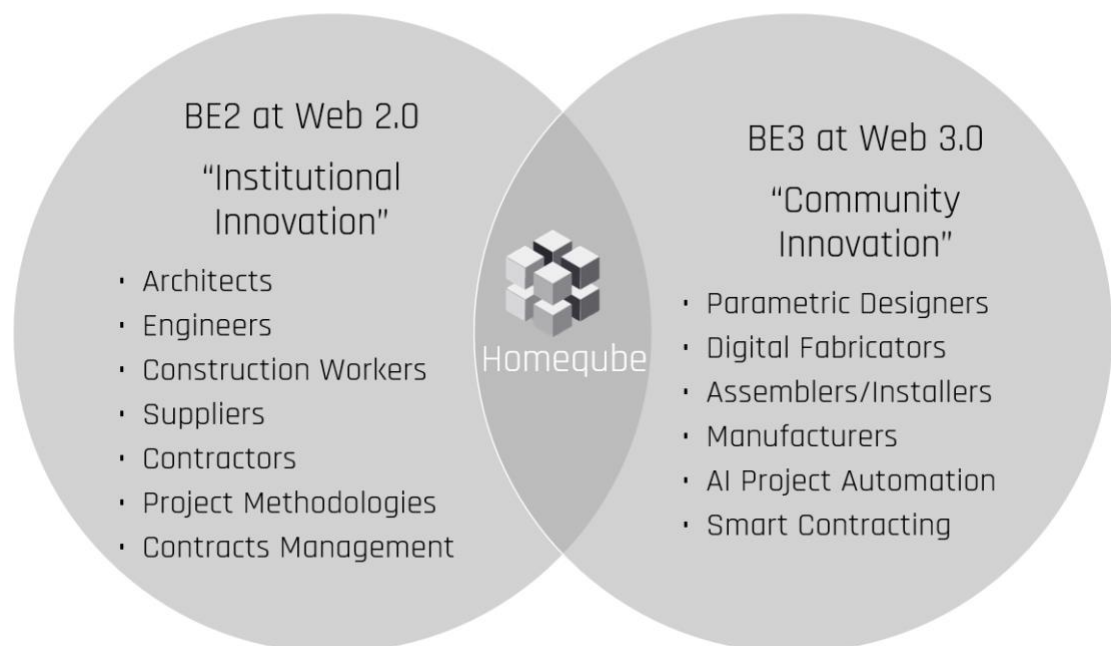 BE2 at Web 2.0
“Institutional
Innovation”
· Architects
· Engineers
· Construction Workers
· Suppliers
· Contractors
· Project Methodologies
· Contracts Management
Homeqube
BE3 at Web 3.0
“Community
Innovation”
· Parametric Designers
· Digital Fabricators
· Assemblers/Installers
· Manufacturers
· AI Project Automation
· Smart Contracting